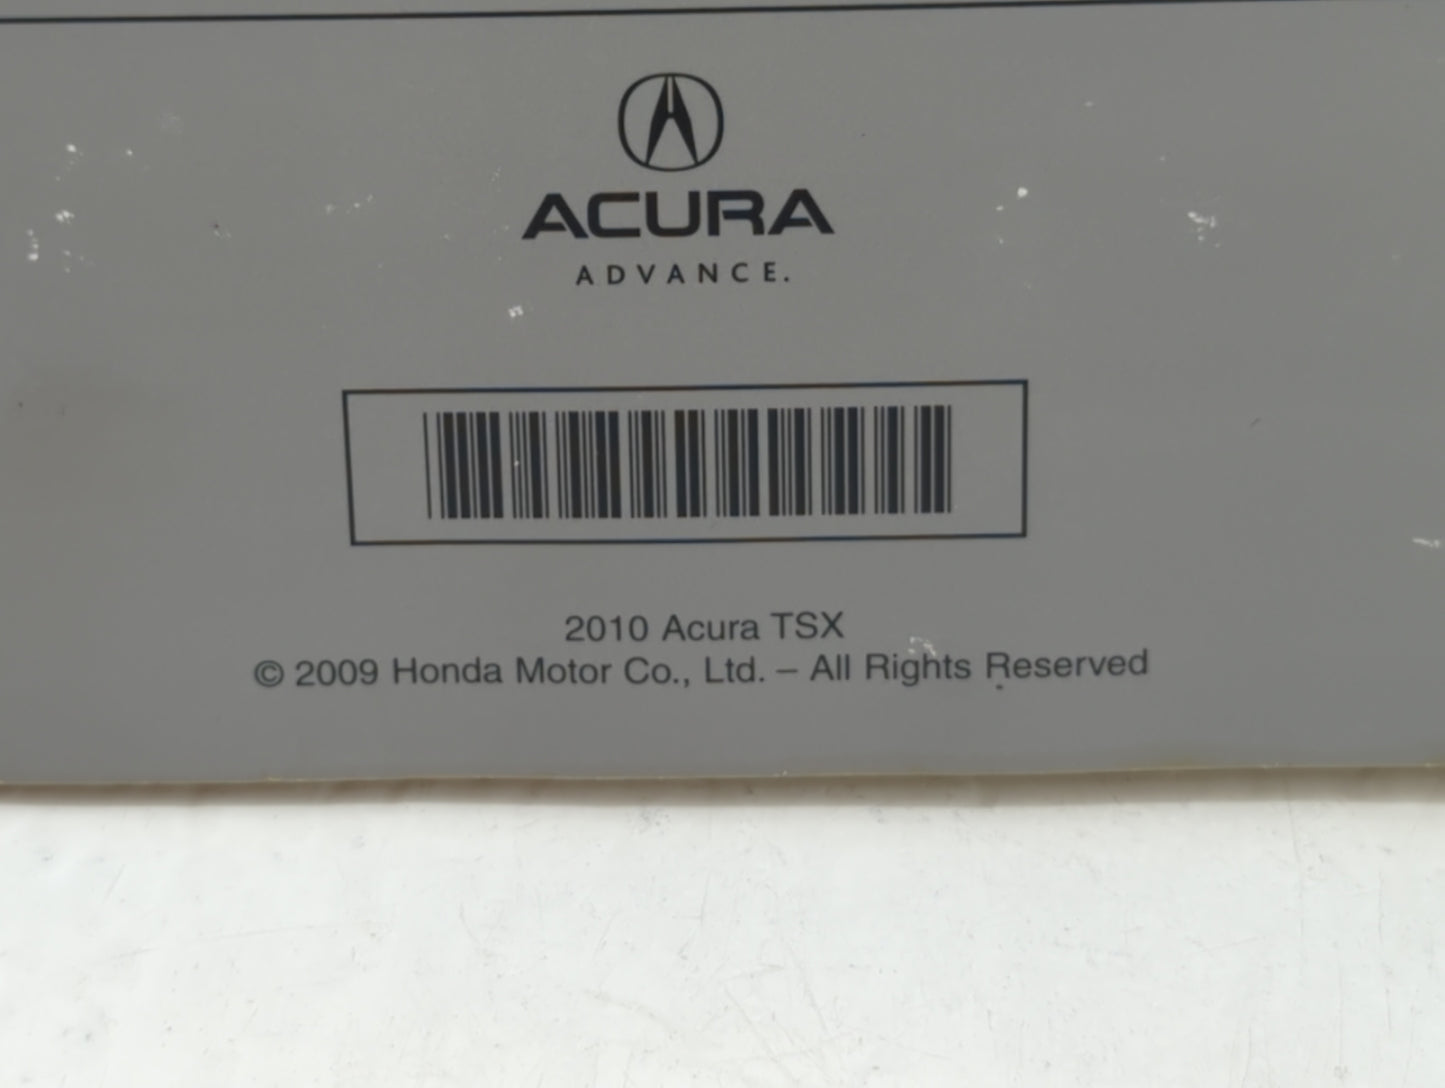 ACURA
ADVANCE.
2010 Acura TSX
© 2009 Honda Motor Co., Ltd. – All Rights Reserved